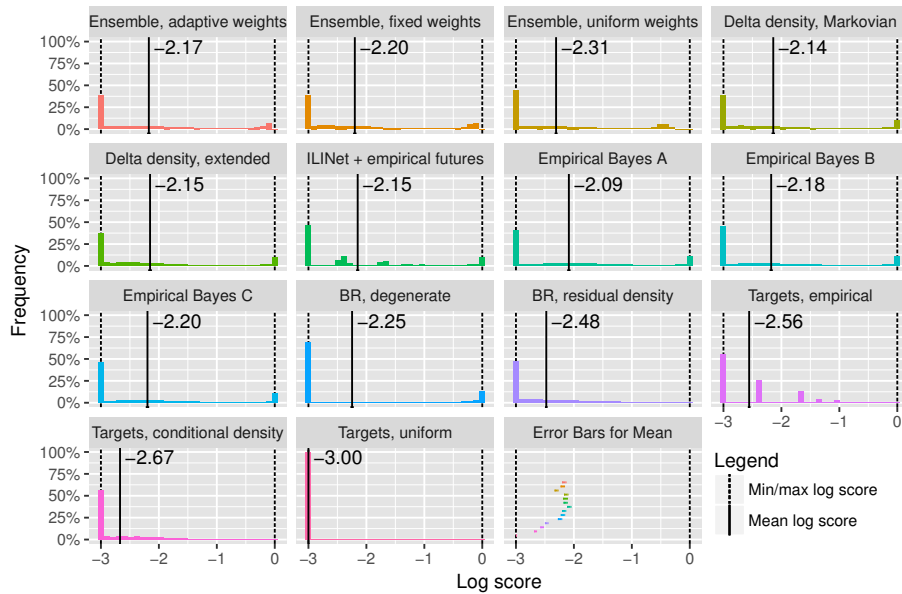 Ensemble, adaptive weights
Ensemble, fixed weights
Ensemble, uniform weights
Delta density, Markovian
100%
75%
50%
25%
0%
−2.17
−2.20
−2.31
−2.14
Delta density, extended
ILINet + empirical futures
Empirical Bayes A
Empirical Bayes B
100%
75%
50%
25%
0%
−2.15
−2.15
−2.09
−2.18
Frequency
Empirical Bayes C
BR, degenerate
BR, residual density
Targets, empirical
100%
75%
50%
25%
0%
−2.20
−2.25
−2.48
−2.56
−3 −2 −1 0
Targets, conditional density
Targets, uniform
Error Bars for Mean
100%
75%
50%
25%
0%
−2.67
−3.00
−3 −2 −1 0
−3 −2 −1 0
−3 −2 −1 0
Log score
Legend
Min/max log score
Mean log score